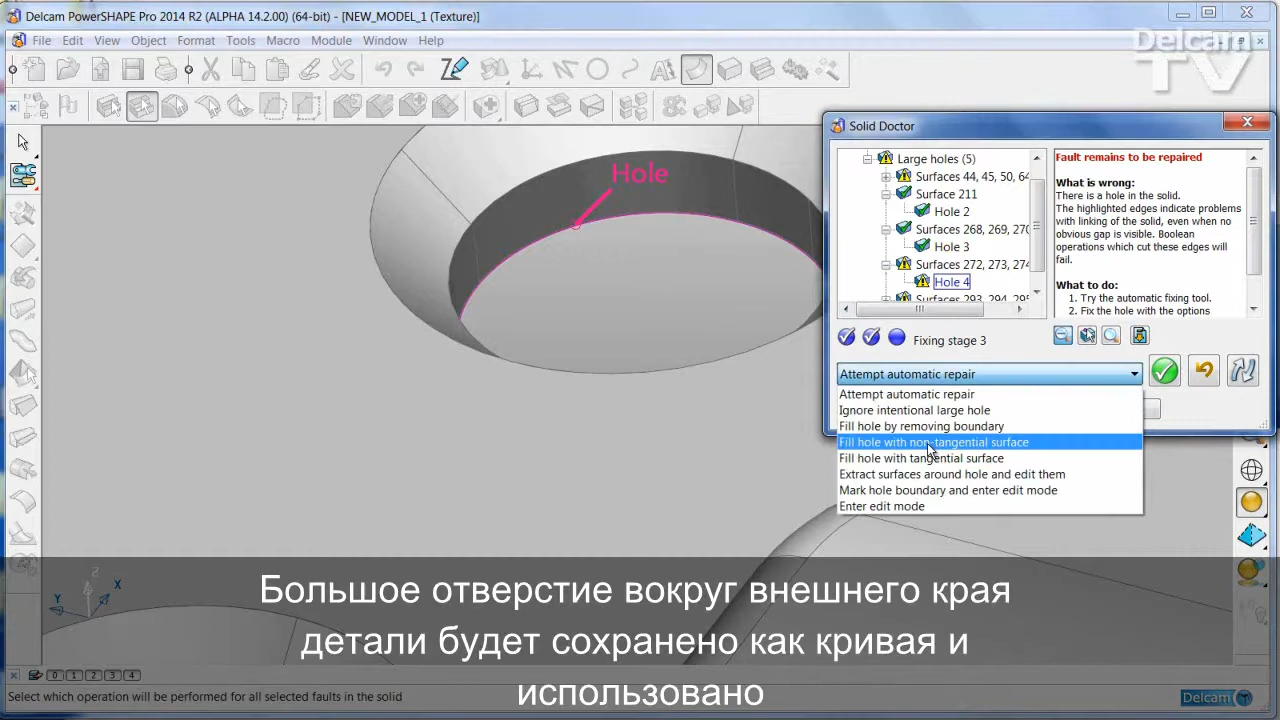 Delcam PowerSHAPE Pro 2014 R2 (ALPHA 14.2.00) (64-bit) - [NEW_MODEL_1 (Texture)]
File Edit View Object Format Tools Macro Module Window Help
Delcam
TV
Solid Doctor
Large holes (5)
Surfaces 44, 45, 50, 64
Surface 211
Hole 2
Surfaces 268, 269, 270
Hole 3
Surfaces 272, 273, 274
Hole 4
Surfaces 293, 294, 295
Fault remains to be repaired
What is wrong:
There is a hole in the solid.
The highlighted edges indicate problems
with linking of the solid, even when no
obvious gap is visible. Boolean
operations which cut these edges will
fail.
What to do:
1. Try the automatic fixing tool.
2. Fix the hole with the options
Fixing stage 3
Attempt automatic repair
Attempt automatic repair
Ignore intentional large hole
Fill hole by removing boundary
Fill hole with non-tangential surface
Fill hole with tangential surface
Extract surfaces around hole and edit them
Mark hole boundary and enter edit mode
Enter edit mode
Hole
Z
X
Y
Большое отверстие вокруг внешнего края
детали будет сохранено как кривая и
использовано
0 1 2 3 4
Select which operation will be performed for all selected faults in the solid
Delcam